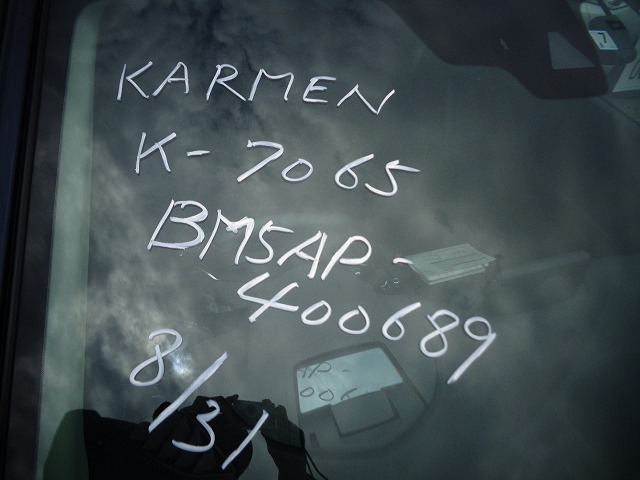 KARMEN
K-7065
BM5AP-
400689
8/31